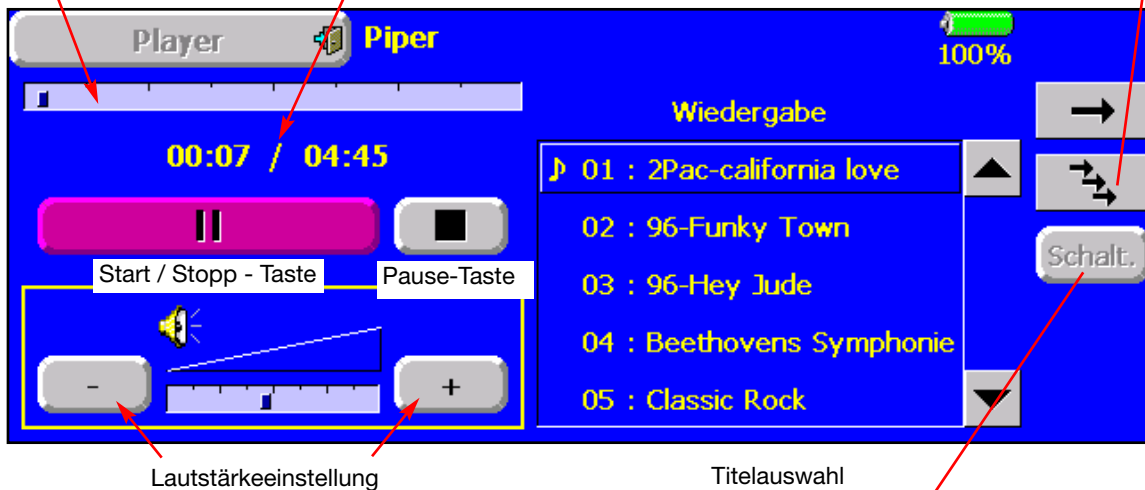 Player
Piper
100%
00:07 / 04:45
Start / Stopp - Taste
Pause-Taste
-
+
Lautstärkeeinstellung
Wiedergabe
01 : 2Pac-california love
02 : 96-Funky Town
03 : 96-Hey Jude
04 : Beethovens Symphonie
05 : Classic Rock
Titelauswahl
Schalt.